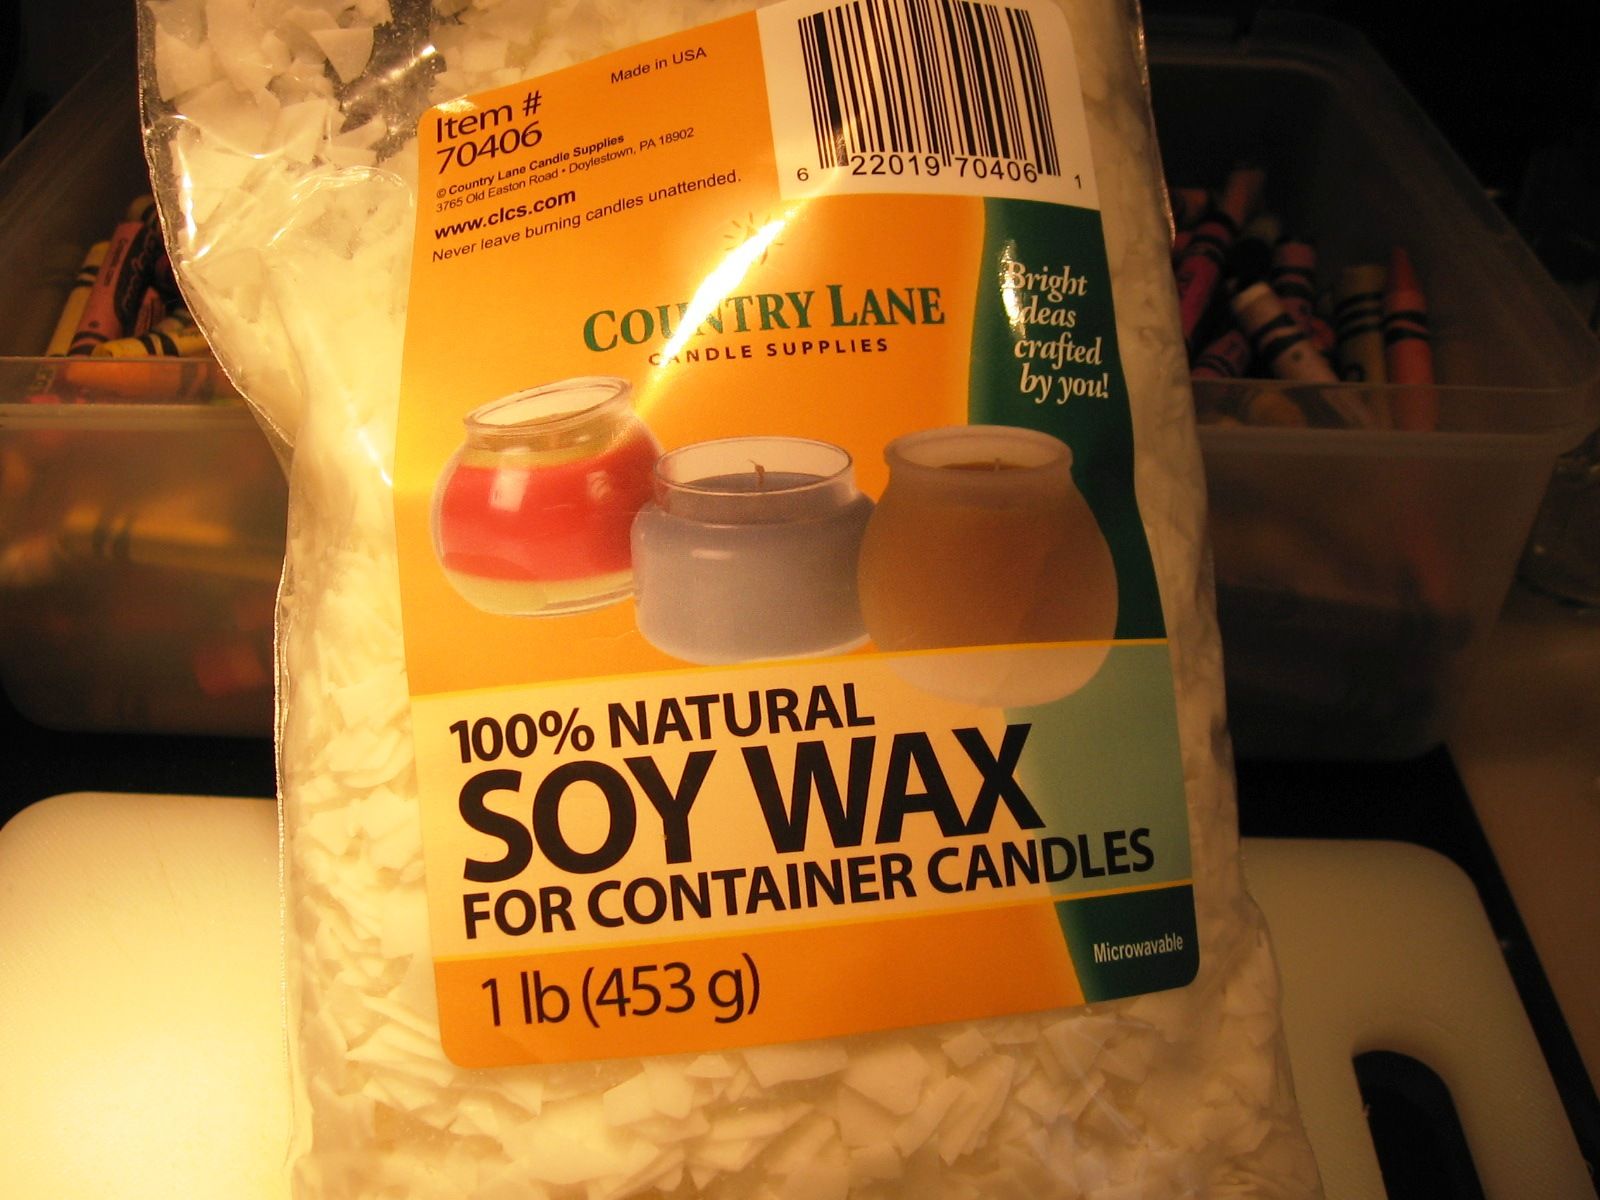 Made in USA
Item #
70406
© Country Lane Candle Supplies
3765 Old Easton Road • Doylestown, PA 18902
www.clcs.com
Never leave burning candles unattended.
6 22019 70406 1
COUNTRY LANE
CANDLE SUPPLIES
Bright
ideas
crafted
by you!
100% NATURAL
SOY WAX
FOR CONTAINER CANDLES
1 lb (453 g)
Microwavable